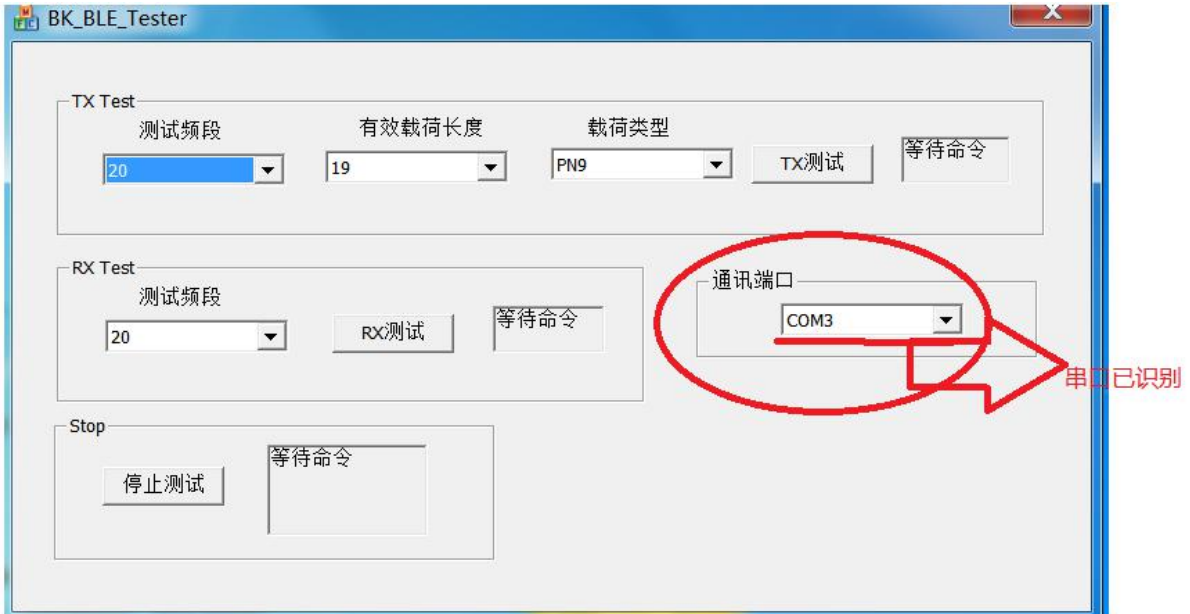 BK_BLE_Tester
TX Test
测试频段
有效载荷长度
载荷类型
20
19
PN9
TX测试
等待命令
RX Test
测试频段
20
RX测试
等待命令
通讯端口
COM3
串口已识别
Stop
停止测试
等待命令